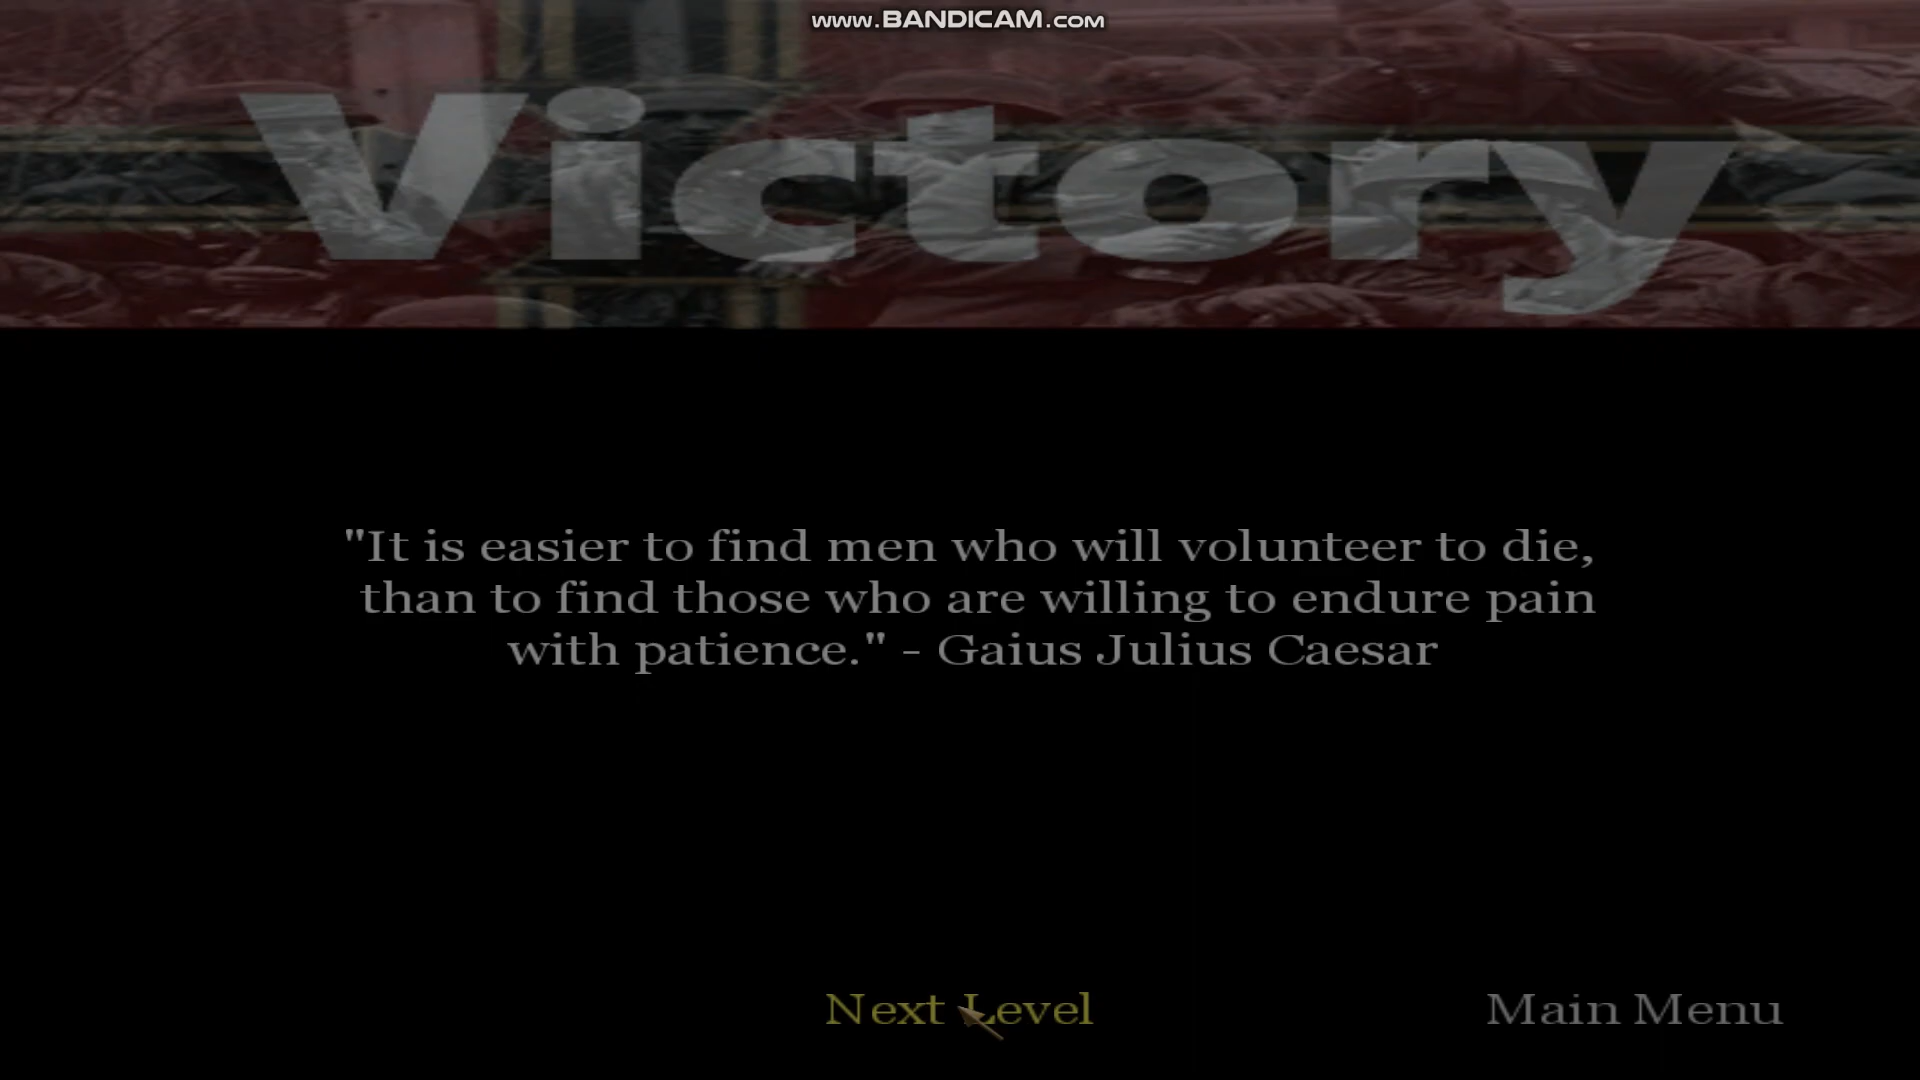 www.BANDICAM.com
Victory
"It is easier to find men who will volunteer to die,
than to find those who are willing to endure pain
with patience." - Gaius Julius Caesar
Next Level
Main Menu